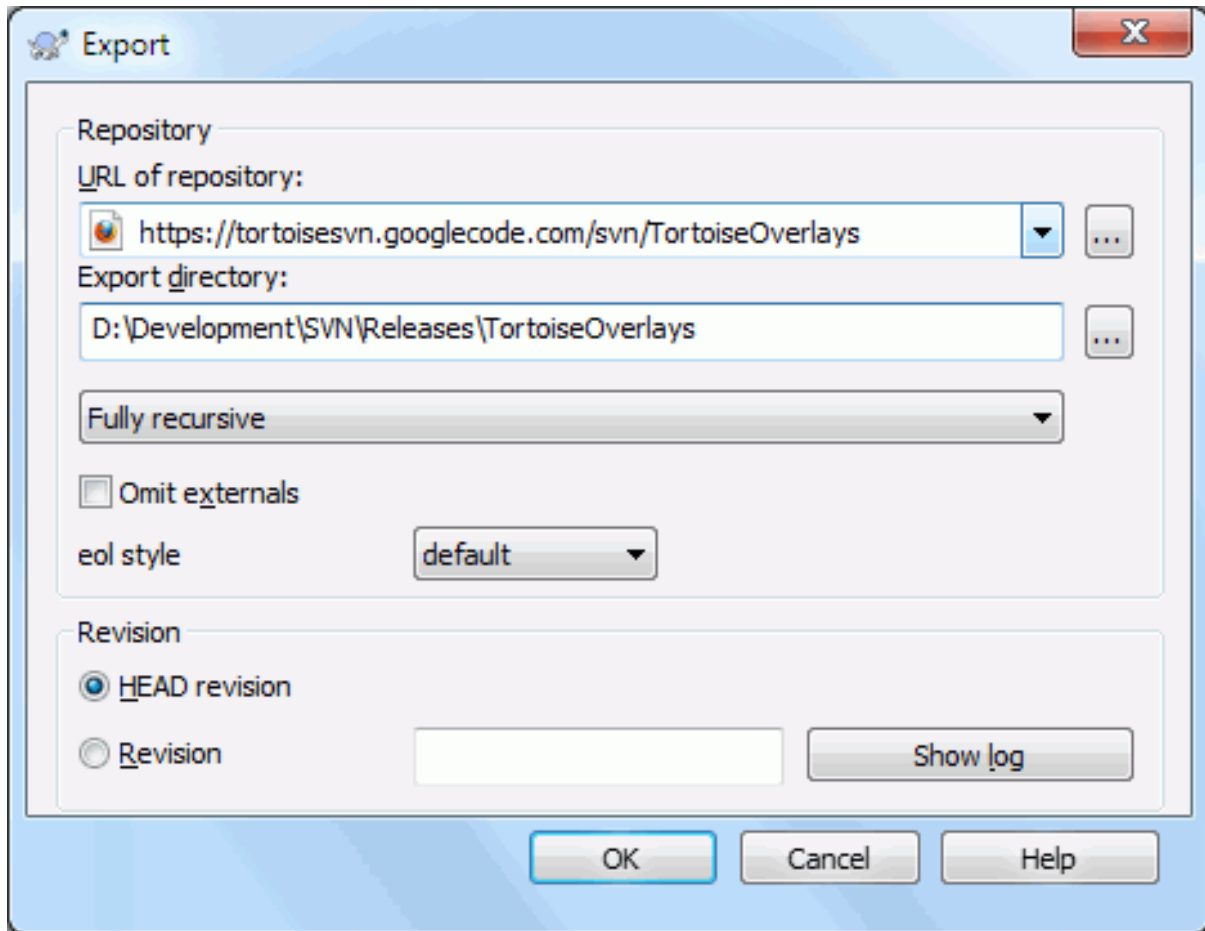 Export
Repository
URL of repository:
https://tortoisesvn.googlecode.com/svn/TortoiseOverlays
...
Export directory:
D:\Development\SVN\Releases\TortoiseOverlays
...
Fully recursive
Omit externals
eol style default
Revision
HEAD revision
Revision Show log
OK Cancel Help